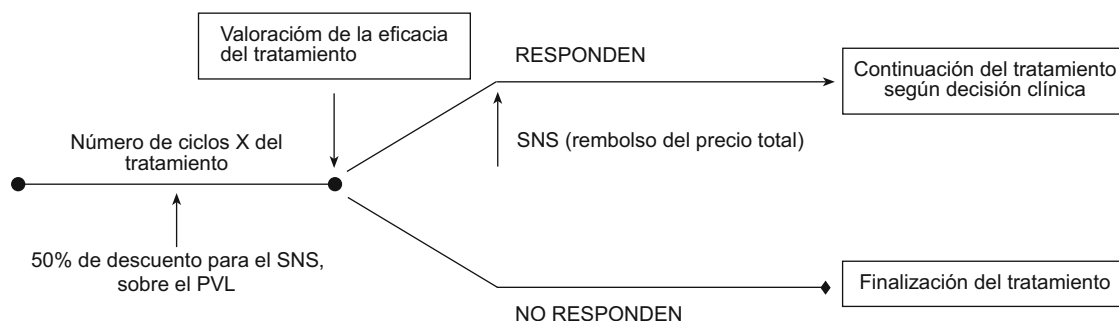 Valoracióm de la eficacia
del tratamiento
RESPONDEN
Continuación del tratamiento
según decisión clínica
Número de ciclos X del
tratamiento
SNS (rembolso del precio total)
50% de descuento para el SNS,
sobre el PVL
Finalización del tratamiento
NO RESPONDEN